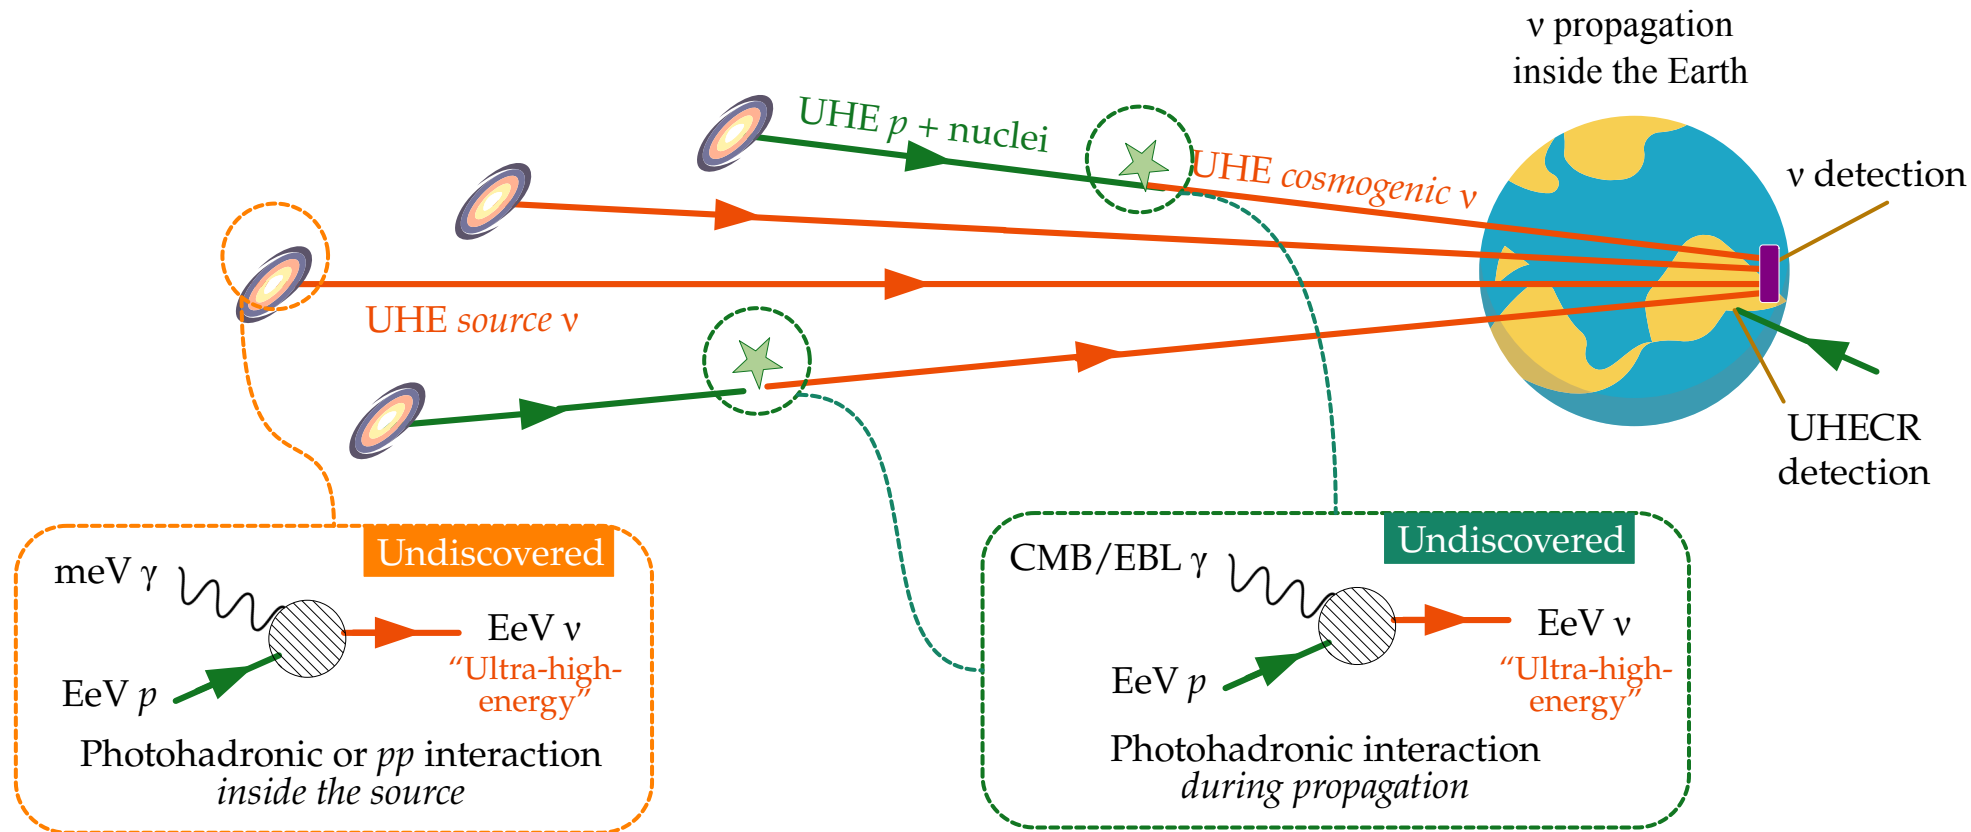 ν propagation
inside the Earth
UHE p + nuclei
UHE cosmogenic ν
ν detection
UHE source ν
UHECR
detection
Undiscovered
meV γ
EeV ν
“Ultra-high-
energy”
EeV p
Photohadronic or pp interaction
inside the source
Undiscovered
CMB/EBL γ
EeV ν
“Ultra-high-
energy”
EeV p
Photohadronic interaction
during propagation